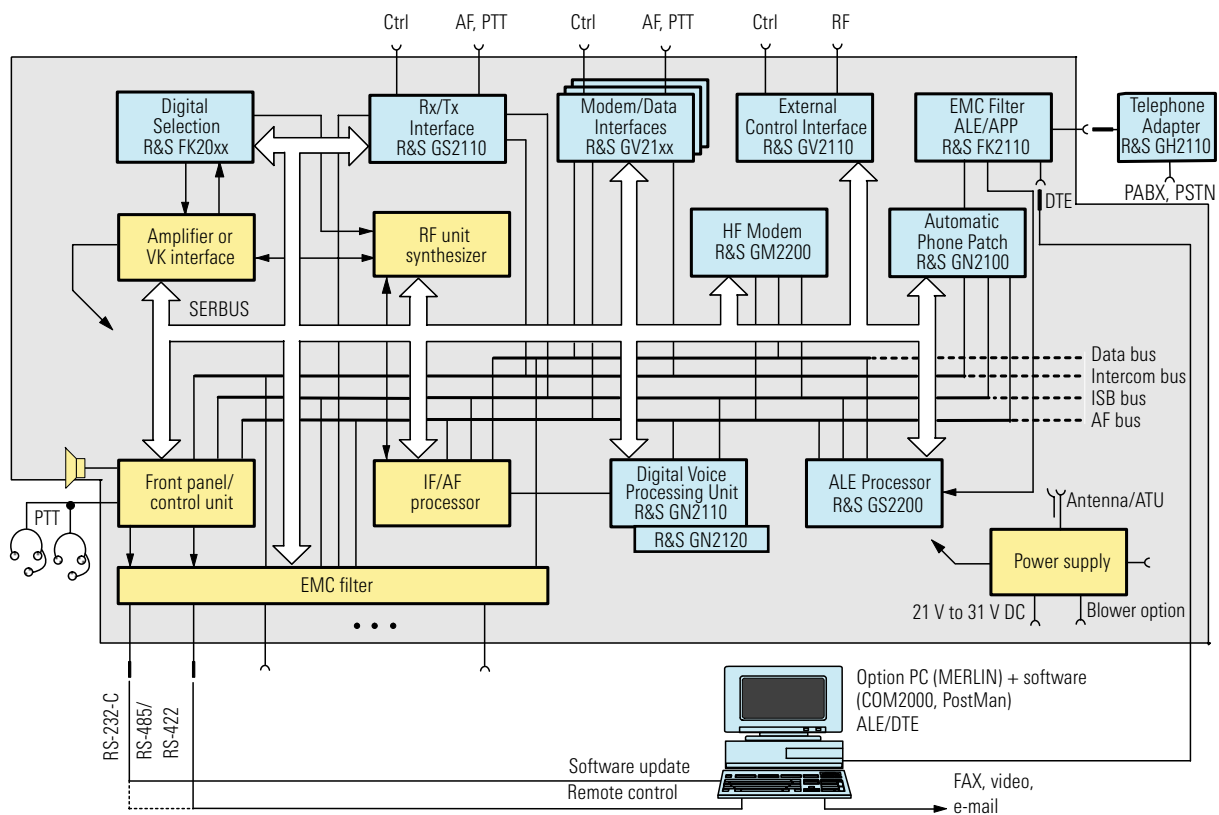 Ctrl
AF, PTT
Ctrl
AF, PTT
Ctrl
RF
Digital
Selection
R&S FK20xx
Rx/Tx
Interface
R&S GS2110
Modem/Data
Interfaces
R&S GV21xx
External
Control Interface
R&S GV2110
EMC Filter
ALE/APP
R&S FK2110
Telephone
Adapter
R&S GH2110
DTE
PABX, PSTN
Amplifier or
VK interface
RF unit
synthesizer
HF Modem
R&S GM2200
Automatic
Phone Patch
R&S GN2100
SERBUS
Data bus
Intercom bus
ISB bus
AF bus
Front panel/
control unit
IF/AF
processor
Digital Voice
Processing Unit
R&S GN2110
R&S GN2120
ALE Processor
R&S GS2200
PTT
Antenna/ATU
Power supply
EMC filter
21 V to 31 V DC
Blower option
• • •
RS-232-C
RS-485/
RS-422
Option PC (MERLIN) + software
(COM2000, PostMan)
ALE/DTE
Software update
Remote control
FAX, video,
e-mail